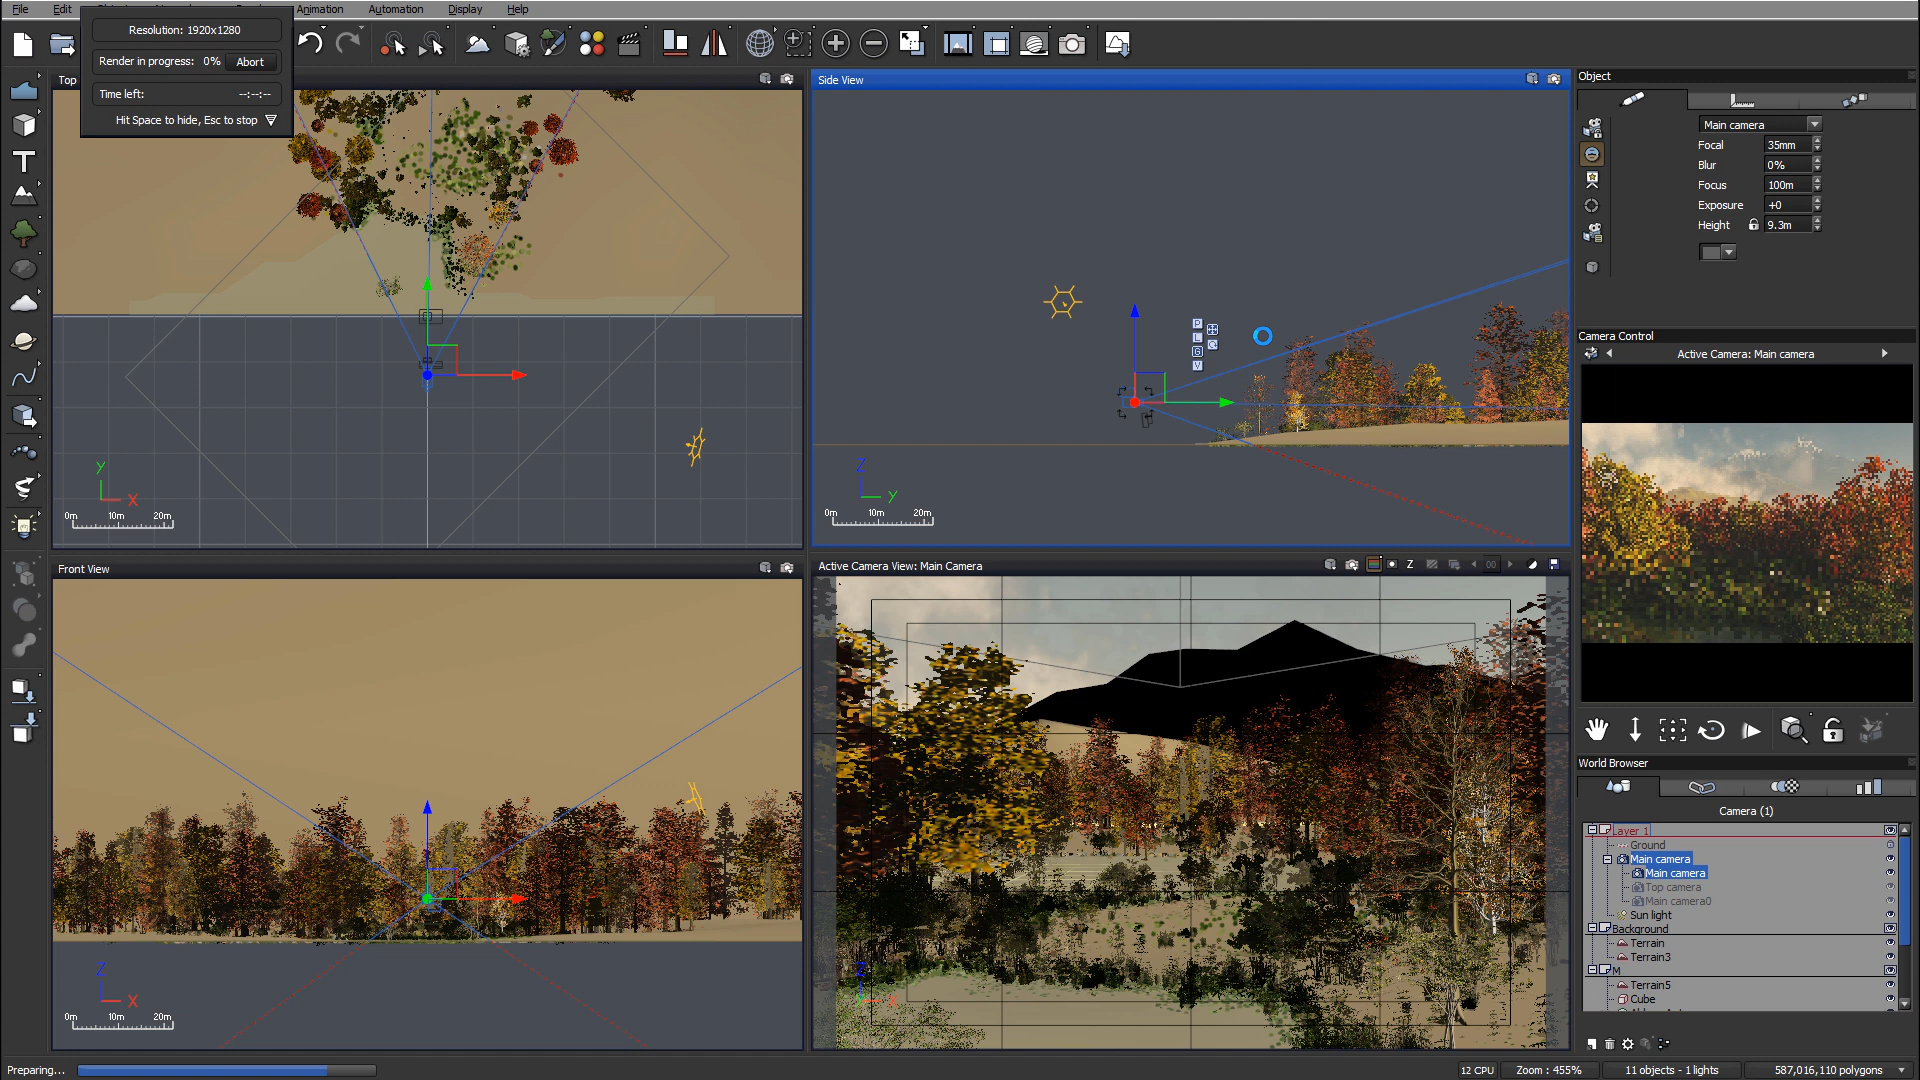 File Edit Animation Automation Display Help
Resolution: 1920x1280
Render in progress: 0% Abort
Time left: --:--:--
Hit Space to hide, Esc to stop
Top
Side View
Object
Main camera
Focal 35mm
Blur 0%
Focus 100m
Exposure +0
Height 9.3m
P
L
G
V
Camera Control
Active Camera: Main camera
Y
X
0m 10m 20m
Z
Y
0m 10m 20m
Front View
Active Camera View: Main Camera
Z
00
World Browser
Camera (1)
Layer 1
Ground
Main camera
Main camera
Top camera
Main camera0
Sun light
Background
Terrain
Terrain3
M
Terrain5
Cube
Z
X
0m 10m 20m
Z
X
Preparing...
12 CPU
Zoom : 455%
11 objects - 1 lights
587,016,110 polygons